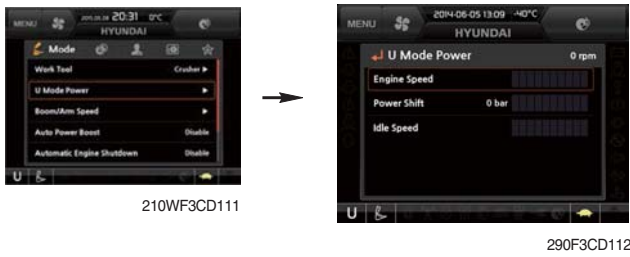 MENU 20:31 0°C
HYUNDAI
Mode
Work Tool Crusher ▶
U Mode Power ▶
Boom/Arm Speed ▶
Auto Power Boost Disable
Automatic Engine Shutdown Disable
U
210WF3CD111
MENU 2014-06-05 13:09 -40°C
HYUNDAI
U Mode Power 0 rpm
Engine Speed
Power Shift 0 bar
Idle Speed
U
290F3CD112